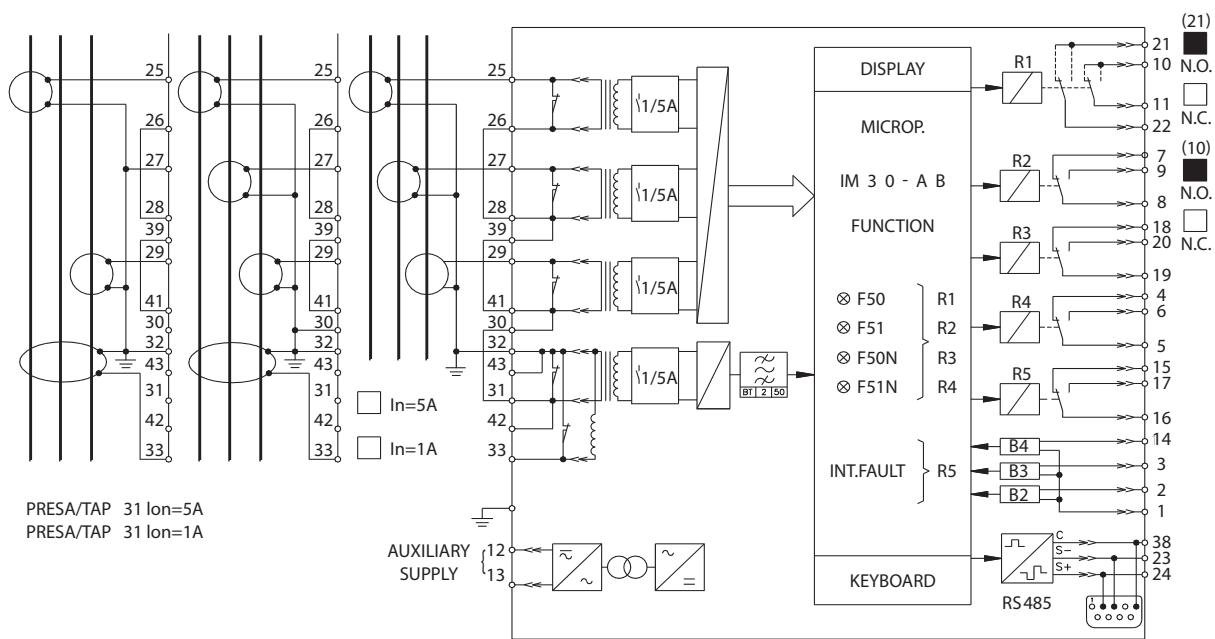 25
26
27
28
39
29
41
30
32
43
31
42
33
25
26
27
28
39
29
41
30
32
43
31
42
33
In=5A
In=1A
PRESA/TAP 31 lon=5A
PRESA/TAP 31 lon=1A
25
26
27
28
39
29
41
30
32
43
31
42
33
AUXILIARY
SUPPLY
12
13
1/5A
1/5A
1/5A
1/5A
BT 2 50
DISPLAY
MICROP.
IM 3 0 - A B
FUNCTION
F50 R1
F51 R2
F50N R3
F51N R4
INT.FAULT R5
KEYBOARD
R1
R2
R3
R4
R5
B4
B3
B2
RS485
C
S-
S+
1
21
10
11
22
7
9
8
18
20
19
4
6
5
15
17
16
14
3
2
1
38
23
24
(21)
N.O.
N.C.
(10)
N.O.
N.C.